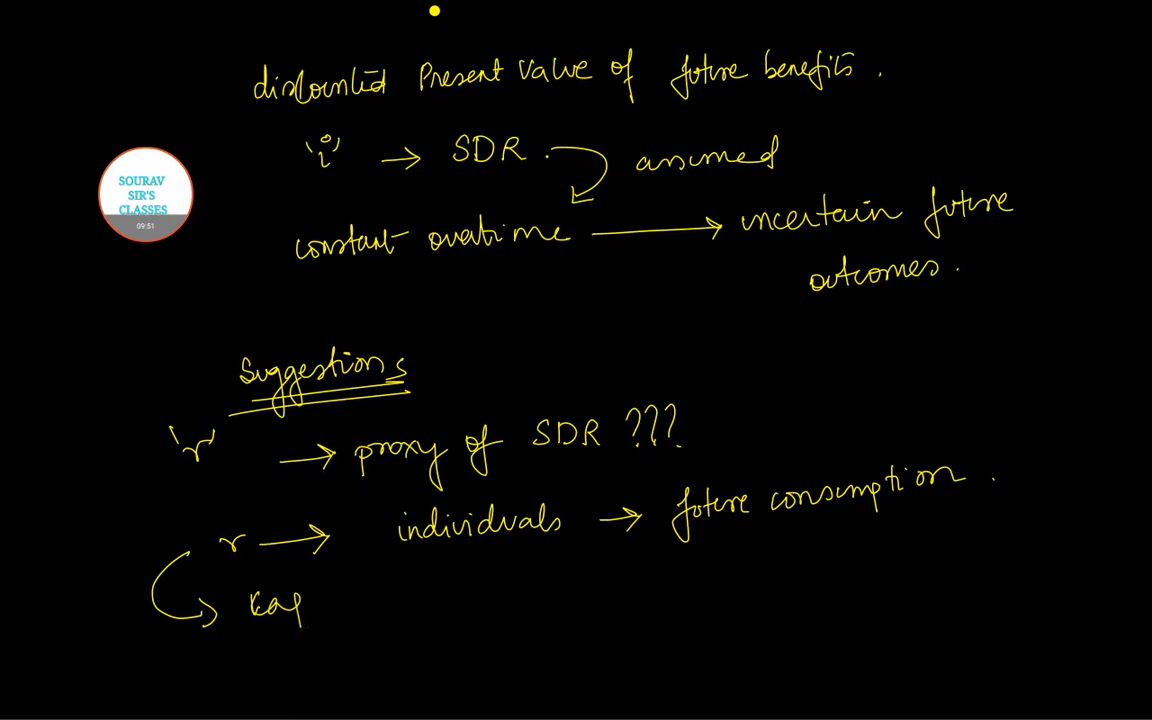 discounted Present Value of future benefits.
'i' → SDR. assumed
constant overtime → uncertain future
outcomes.
SOURAV
SIR'S
CLASSES
09:51
Suggestions
'r' → proxy of SDR ???
r → individuals → future consumption.